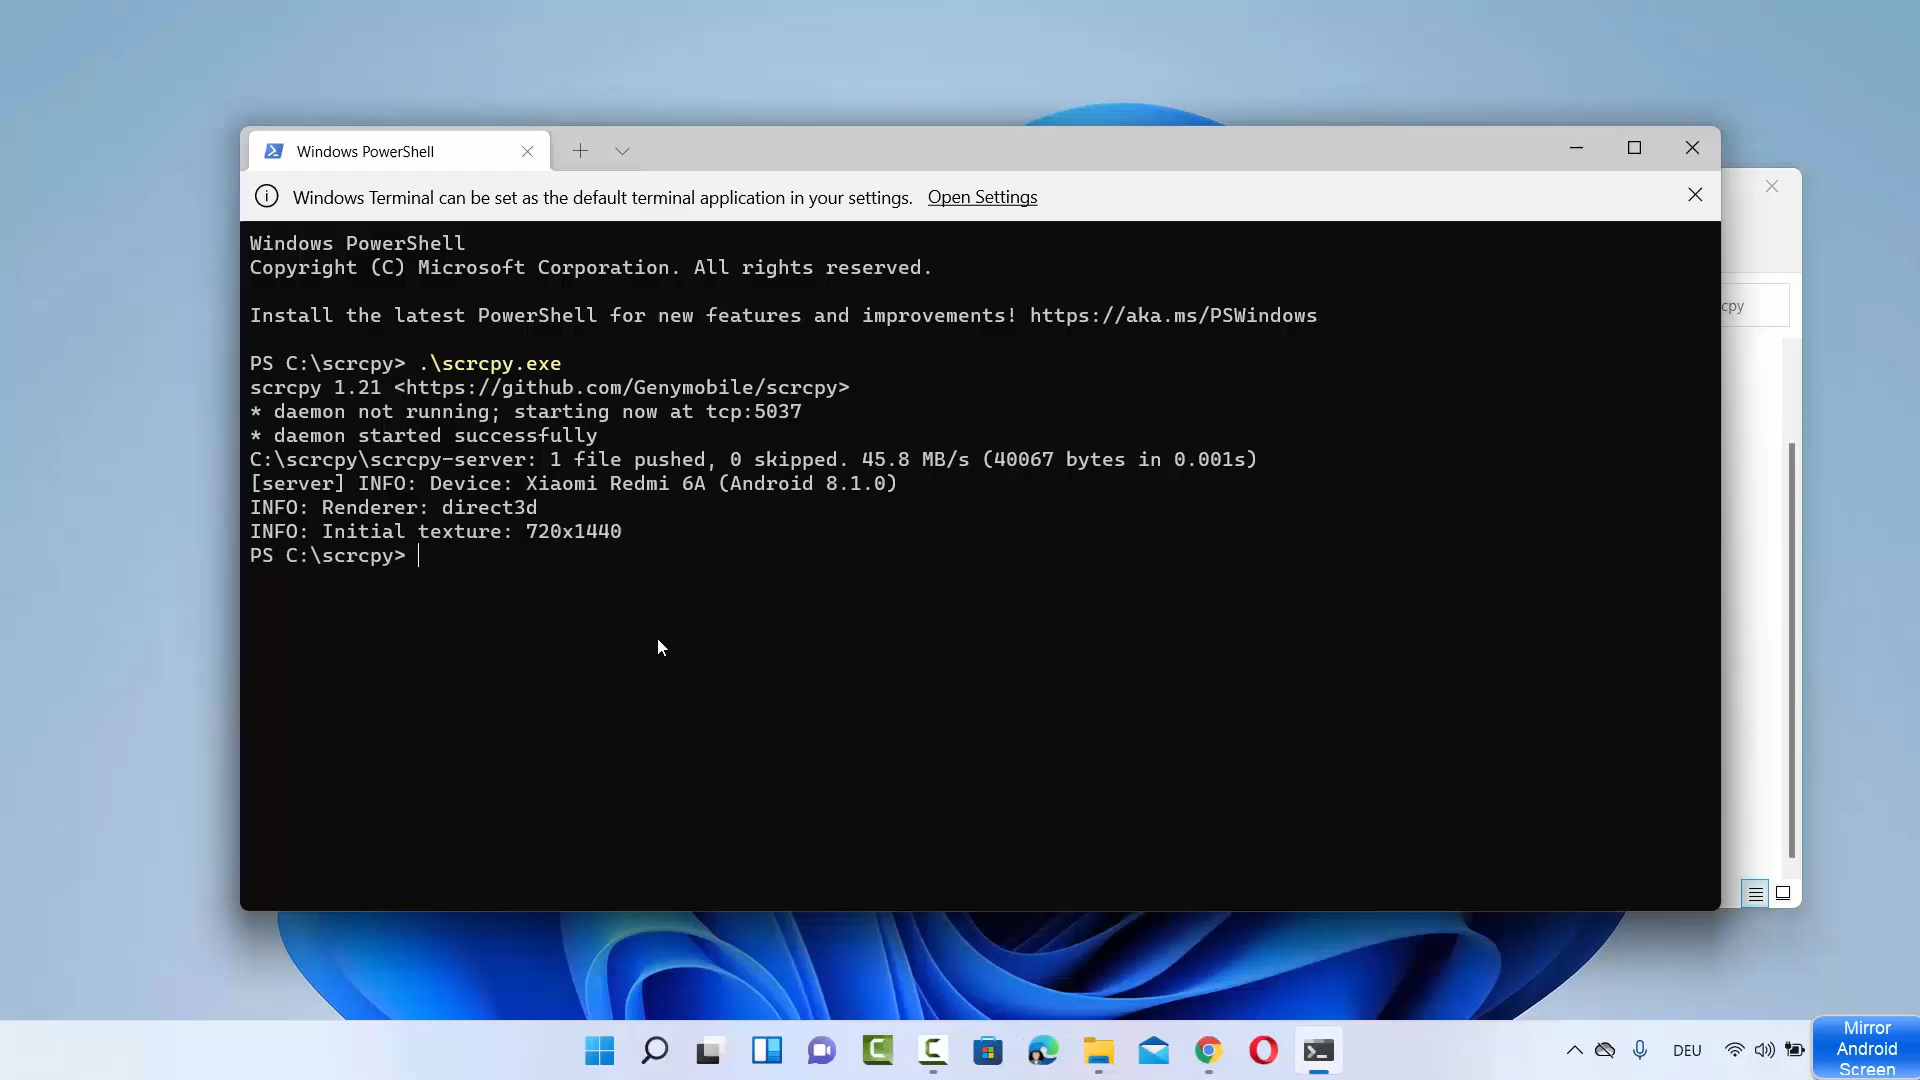 Windows PowerShell
Windows Terminal can be set as the default terminal application in your settings. Open Settings
Windows PowerShell
Copyright (C) Microsoft Corporation. All rights reserved.
Install the latest PowerShell for new features and improvements! https://aka.ms/PSWindows
PS C:\scrcpy> .\scrcpy.exe
scrcpy 1.21 <https://github.com/Genymobile/scrcpy>
* daemon not running; starting now at tcp:5037
* daemon started successfully
C:\scrcpy\scrcpy-server: 1 file pushed, 0 skipped. 45.8 MB/s (40067 bytes in 0.001s)
[server] INFO: Device: Xiaomi Redmi 6A (Android 8.1.0)
INFO: Renderer: direct3d
INFO: Initial texture: 720x1440
PS C:\scrcpy>
cpy
DEU
Mirror
Android
Screen